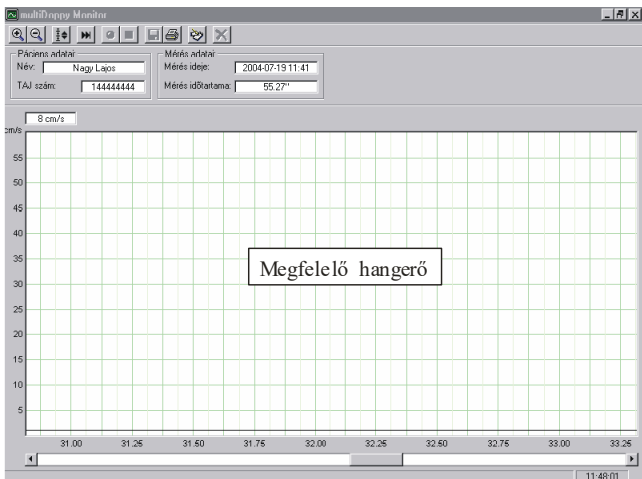 multiDoppy Monitor
Páciens adatai
Név: Nagy Lajos
TAJ szám: 144444444
Mérés adatai
Mérés ideje: 2004-07-19 11:41
Mérés időtartama: 55.27"
8 cm/s
cm/s
55
50
45
40
35
30
25
20
15
10
5
Megfelelő hangerő
31.00 31.25 31.50 31.75 32.00 32.25 32.50 32.75 33.00 33.25
11:48:01